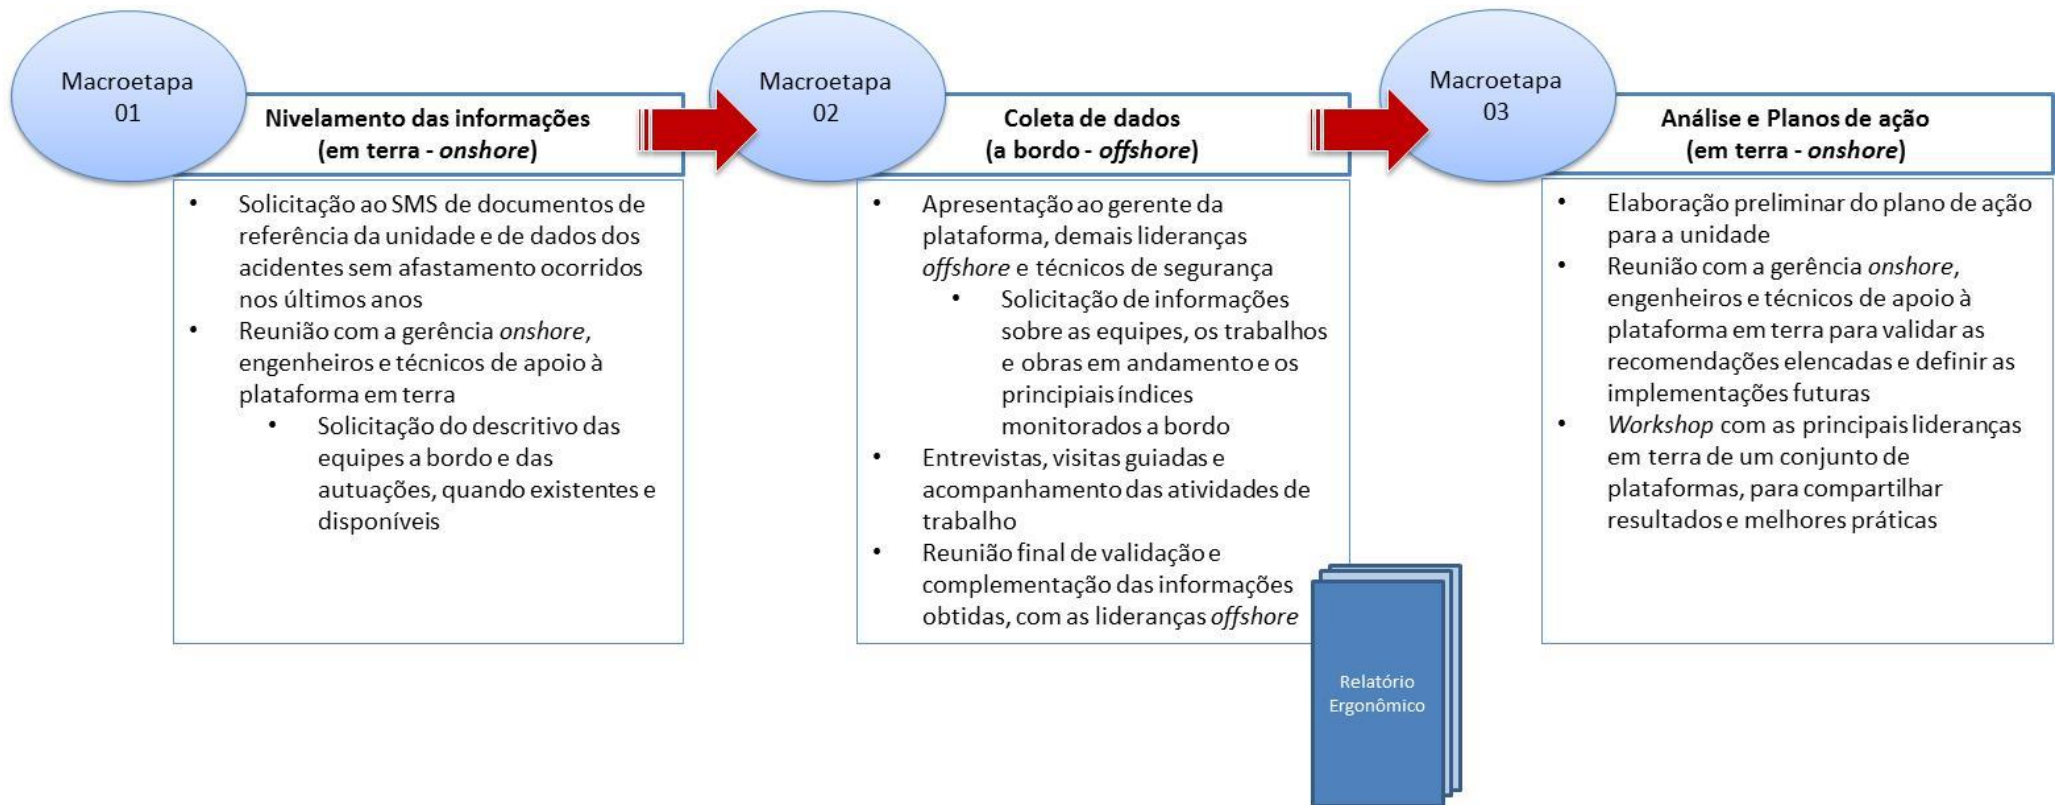 Macroetapa
01
Nivelamento das informações
(em terra - onshore)
• Solicitação ao SMS de documentos de
referência da unidade e de dados dos
acidentes sem afastamento ocorridos
nos últimos anos
• Reunião com a gerência onshore,
engenheiros e técnicos de apoio à
plataforma em terra
• Solicitação do descritivo das
equipes a bordo e das
autuações, quando existentes e
disponíveis
Macroetapa
02
Coleta de dados
(a bordo - offshore)
• Apresentação ao gerente da
plataforma, demais lideranças
offshore e técnicos de segurança
• Solicitação de informações
sobre as equipes, os trabalhos
e obras em andamento e os
principiais índices
monitorados a bordo
• Entrevistas, visitas guiadas e
acompanhamento das atividades de
trabalho
• Reunião final de validação e
complementação das informações
obtidas, com as lideranças offshore
Relatório
Ergonômico
Macroetapa
03
Análise e Planos de ação
(em terra - onshore)
• Elaboração preliminar do plano de ação
para a unidade
• Reunião com a gerência onshore,
engenheiros e técnicos de apoio à
plataforma em terra para validar as
recomendações elencadas e definir as
implementações futuras
• Workshop com as principais lideranças
em terra de um conjunto de
plataformas, para compartilhar
resultados e melhores práticas